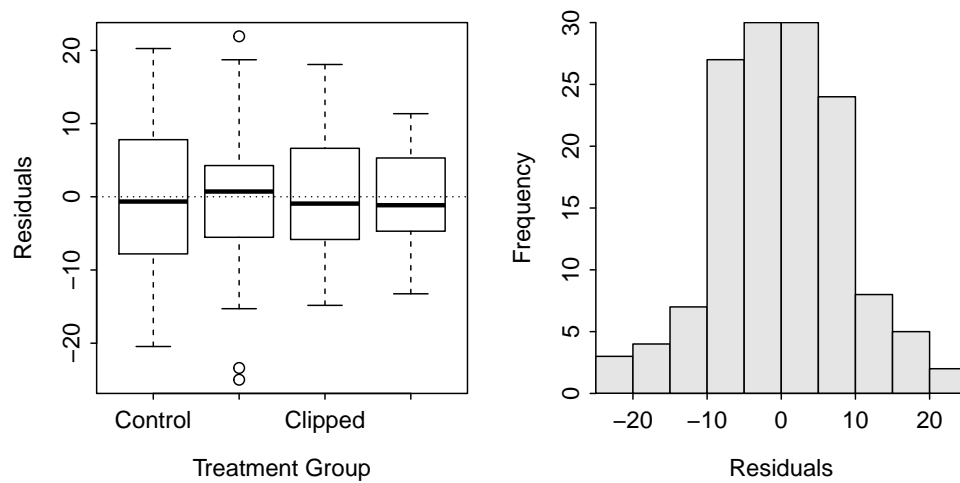 20
10
0
−10
−20
Residuals
Control
Clipped
Treatment Group
30
25
20
15
10
5
0
Frequency
−20 −10 0 10 20
Residuals